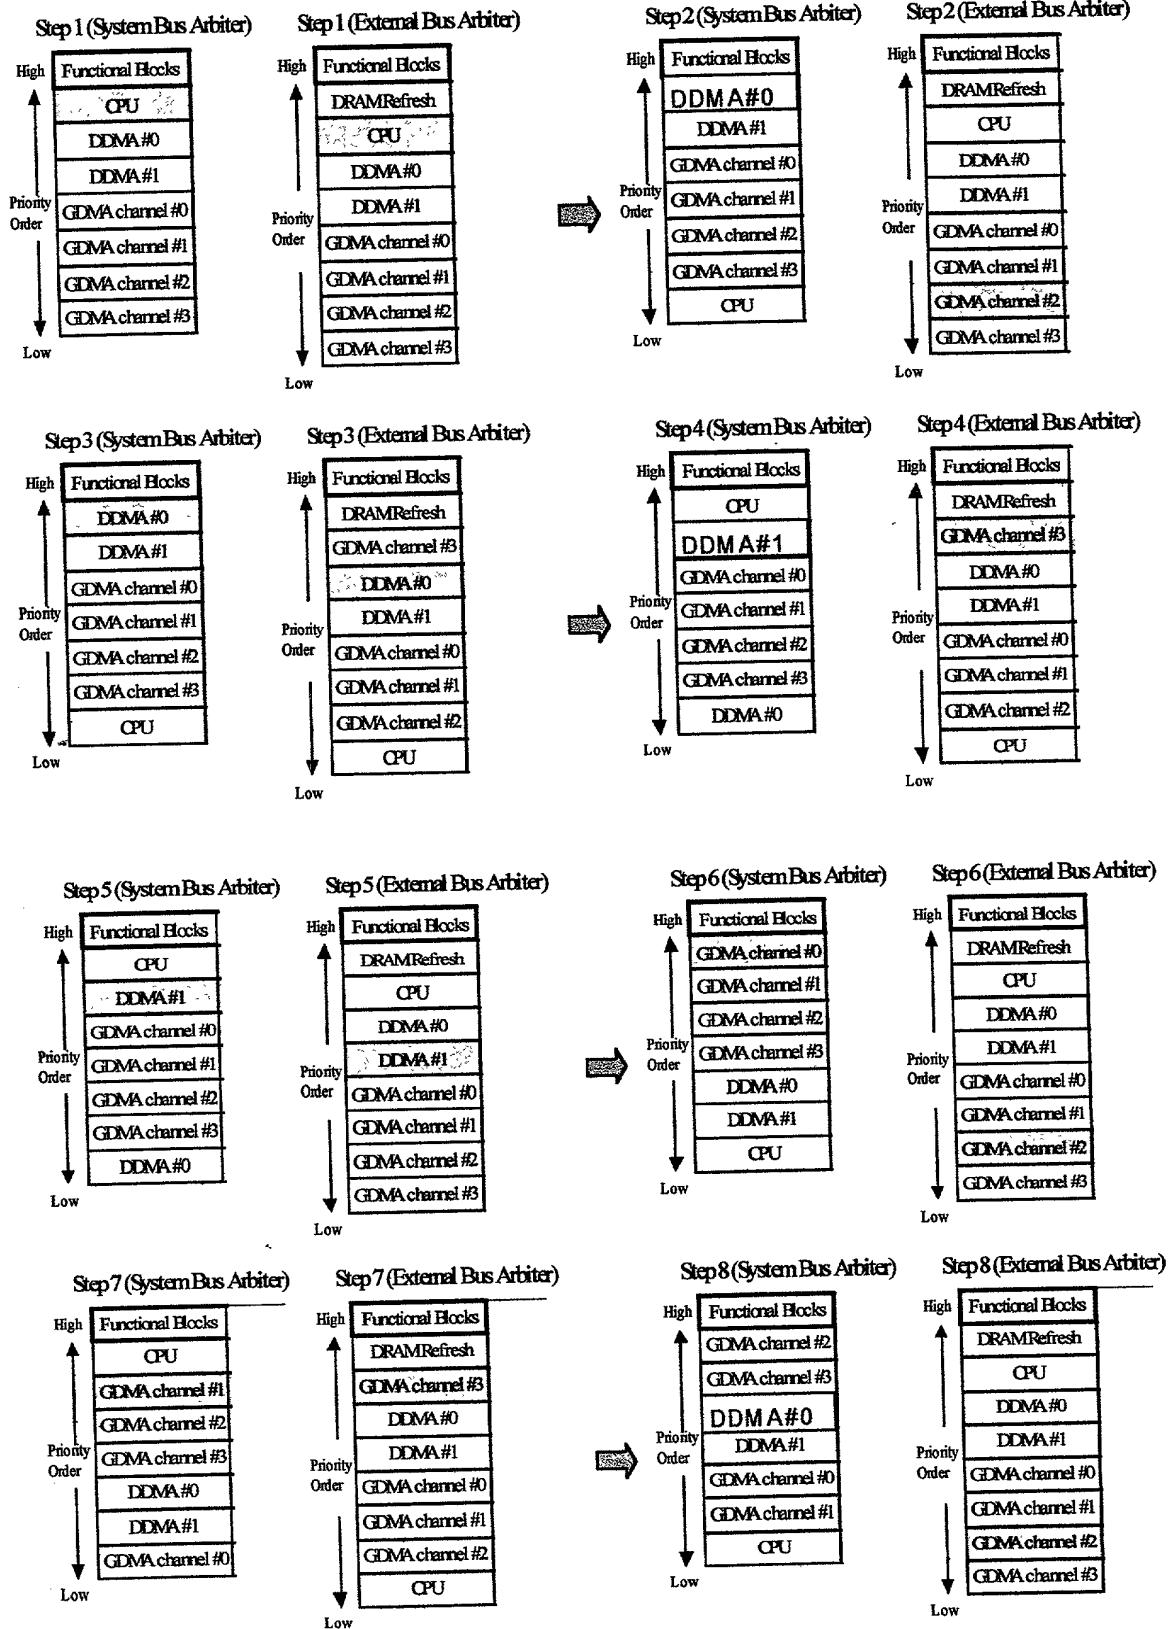 Step 1 (System Bus Arbiter)
High
Functional Blocks
CPU
DDMA #0
DDMA #1
Priority
Order
GDMA channel #0
GDMA channel #1
GDMA channel #2
GDMA channel #3
Low
Step 1 (External Bus Arbiter)
High
Functional Blocks
DRAM Refresh
CPU
DDMA #0
DDMA #1
Priority
Order
GDMA channel #0
GDMA channel #1
GDMA channel #2
GDMA channel #3
Low
Step 2 (System Bus Arbiter)
High
Functional Blocks
DDMA#0
DDMA #1
GDMA channel #0
Priority
Order
GDMA channel #1
GDMA channel #2
GDMA channel #3
CPU
Low
Step 2 (External Bus Arbiter)
High
Functional Blocks
DRAM Refresh
CPU
DDMA #0
DDMA #1
Priority
Order
GDMA channel #0
GDMA channel #1
GDMA channel #2
GDMA channel #3
Low
Step 3 (System Bus Arbiter)
High
Functional Blocks
DDMA #0
DDMA #1
GDMA channel #0
Priority
Order
GDMA channel #1
GDMA channel #2
GDMA channel #3
CPU
Low
Step 3 (External Bus Arbiter)
High
Functional Blocks
DRAM Refresh
GDMA channel #3
DDMA #0
DDMA #1
Priority
Order
GDMA channel #0
GDMA channel #1
GDMA channel #2
CPU
Low
Step 4 (System Bus Arbiter)
High
Functional Blocks
CPU
DDMA#1
GDMA channel #0
Priority
Order
GDMA channel #1
GDMA channel #2
GDMA channel #3
DDMA #0
Low
Step 4 (External Bus Arbiter)
High
Functional Blocks
DRAM Refresh
GDMA channel #3
DDMA #0
DDMA #1
Priority
Order
GDMA channel #0
GDMA channel #1
GDMA channel #2
CPU
Low
Step 5 (System Bus Arbiter)
High
Functional Blocks
CPU
DDMA #1
GDMA channel #0
Priority
Order
GDMA channel #1
GDMA channel #2
GDMA channel #3
DDMA #0
Low
Step 5 (External Bus Arbiter)
High
Functional Blocks
DRAM Refresh
CPU
DDMA #0
DDMA #1
Priority
Order
GDMA channel #0
GDMA channel #1
GDMA channel #2
GDMA channel #3
Low
Step 6 (System Bus Arbiter)
High
Functional Blocks
GDMA channel #0
GDMA channel #1
GDMA channel #2
Priority
Order
GDMA channel #3
DDMA #0
DDMA #1
CPU
Low
Step 6 (External Bus Arbiter)
High
Functional Blocks
DRAM Refresh
CPU
DDMA #0
DDMA #1
Priority
Order
GDMA channel #0
GDMA channel #1
GDMA channel #2
GDMA channel #3
Low
Step 7 (System Bus Arbiter)
High
Functional Blocks
CPU
GDMA channel #1
GDMA channel #2
Priority
Order
GDMA channel #3
DDMA #0
DDMA #1
GDMA channel #0
Low
Step 7 (External Bus Arbiter)
High
Functional Blocks
DRAM Refresh
GDMA channel #3
DDMA #0
DDMA #1
Priority
Order
GDMA channel #0
GDMA channel #1
GDMA channel #2
CPU
Low
Step 8 (System Bus Arbiter)
High
Functional Blocks
GDMA channel #2
GDMA channel #3
DDMA#0
Priority
Order
DDMA #1
GDMA channel #0
GDMA channel #1
CPU
Low
Step 8 (External Bus Arbiter)
High
Functional Blocks
DRAM Refresh
CPU
DDMA #0
DDMA #1
Priority
Order
GDMA channel #0
GDMA channel #1
GDMA channel #2
GDMA channel #3
Low